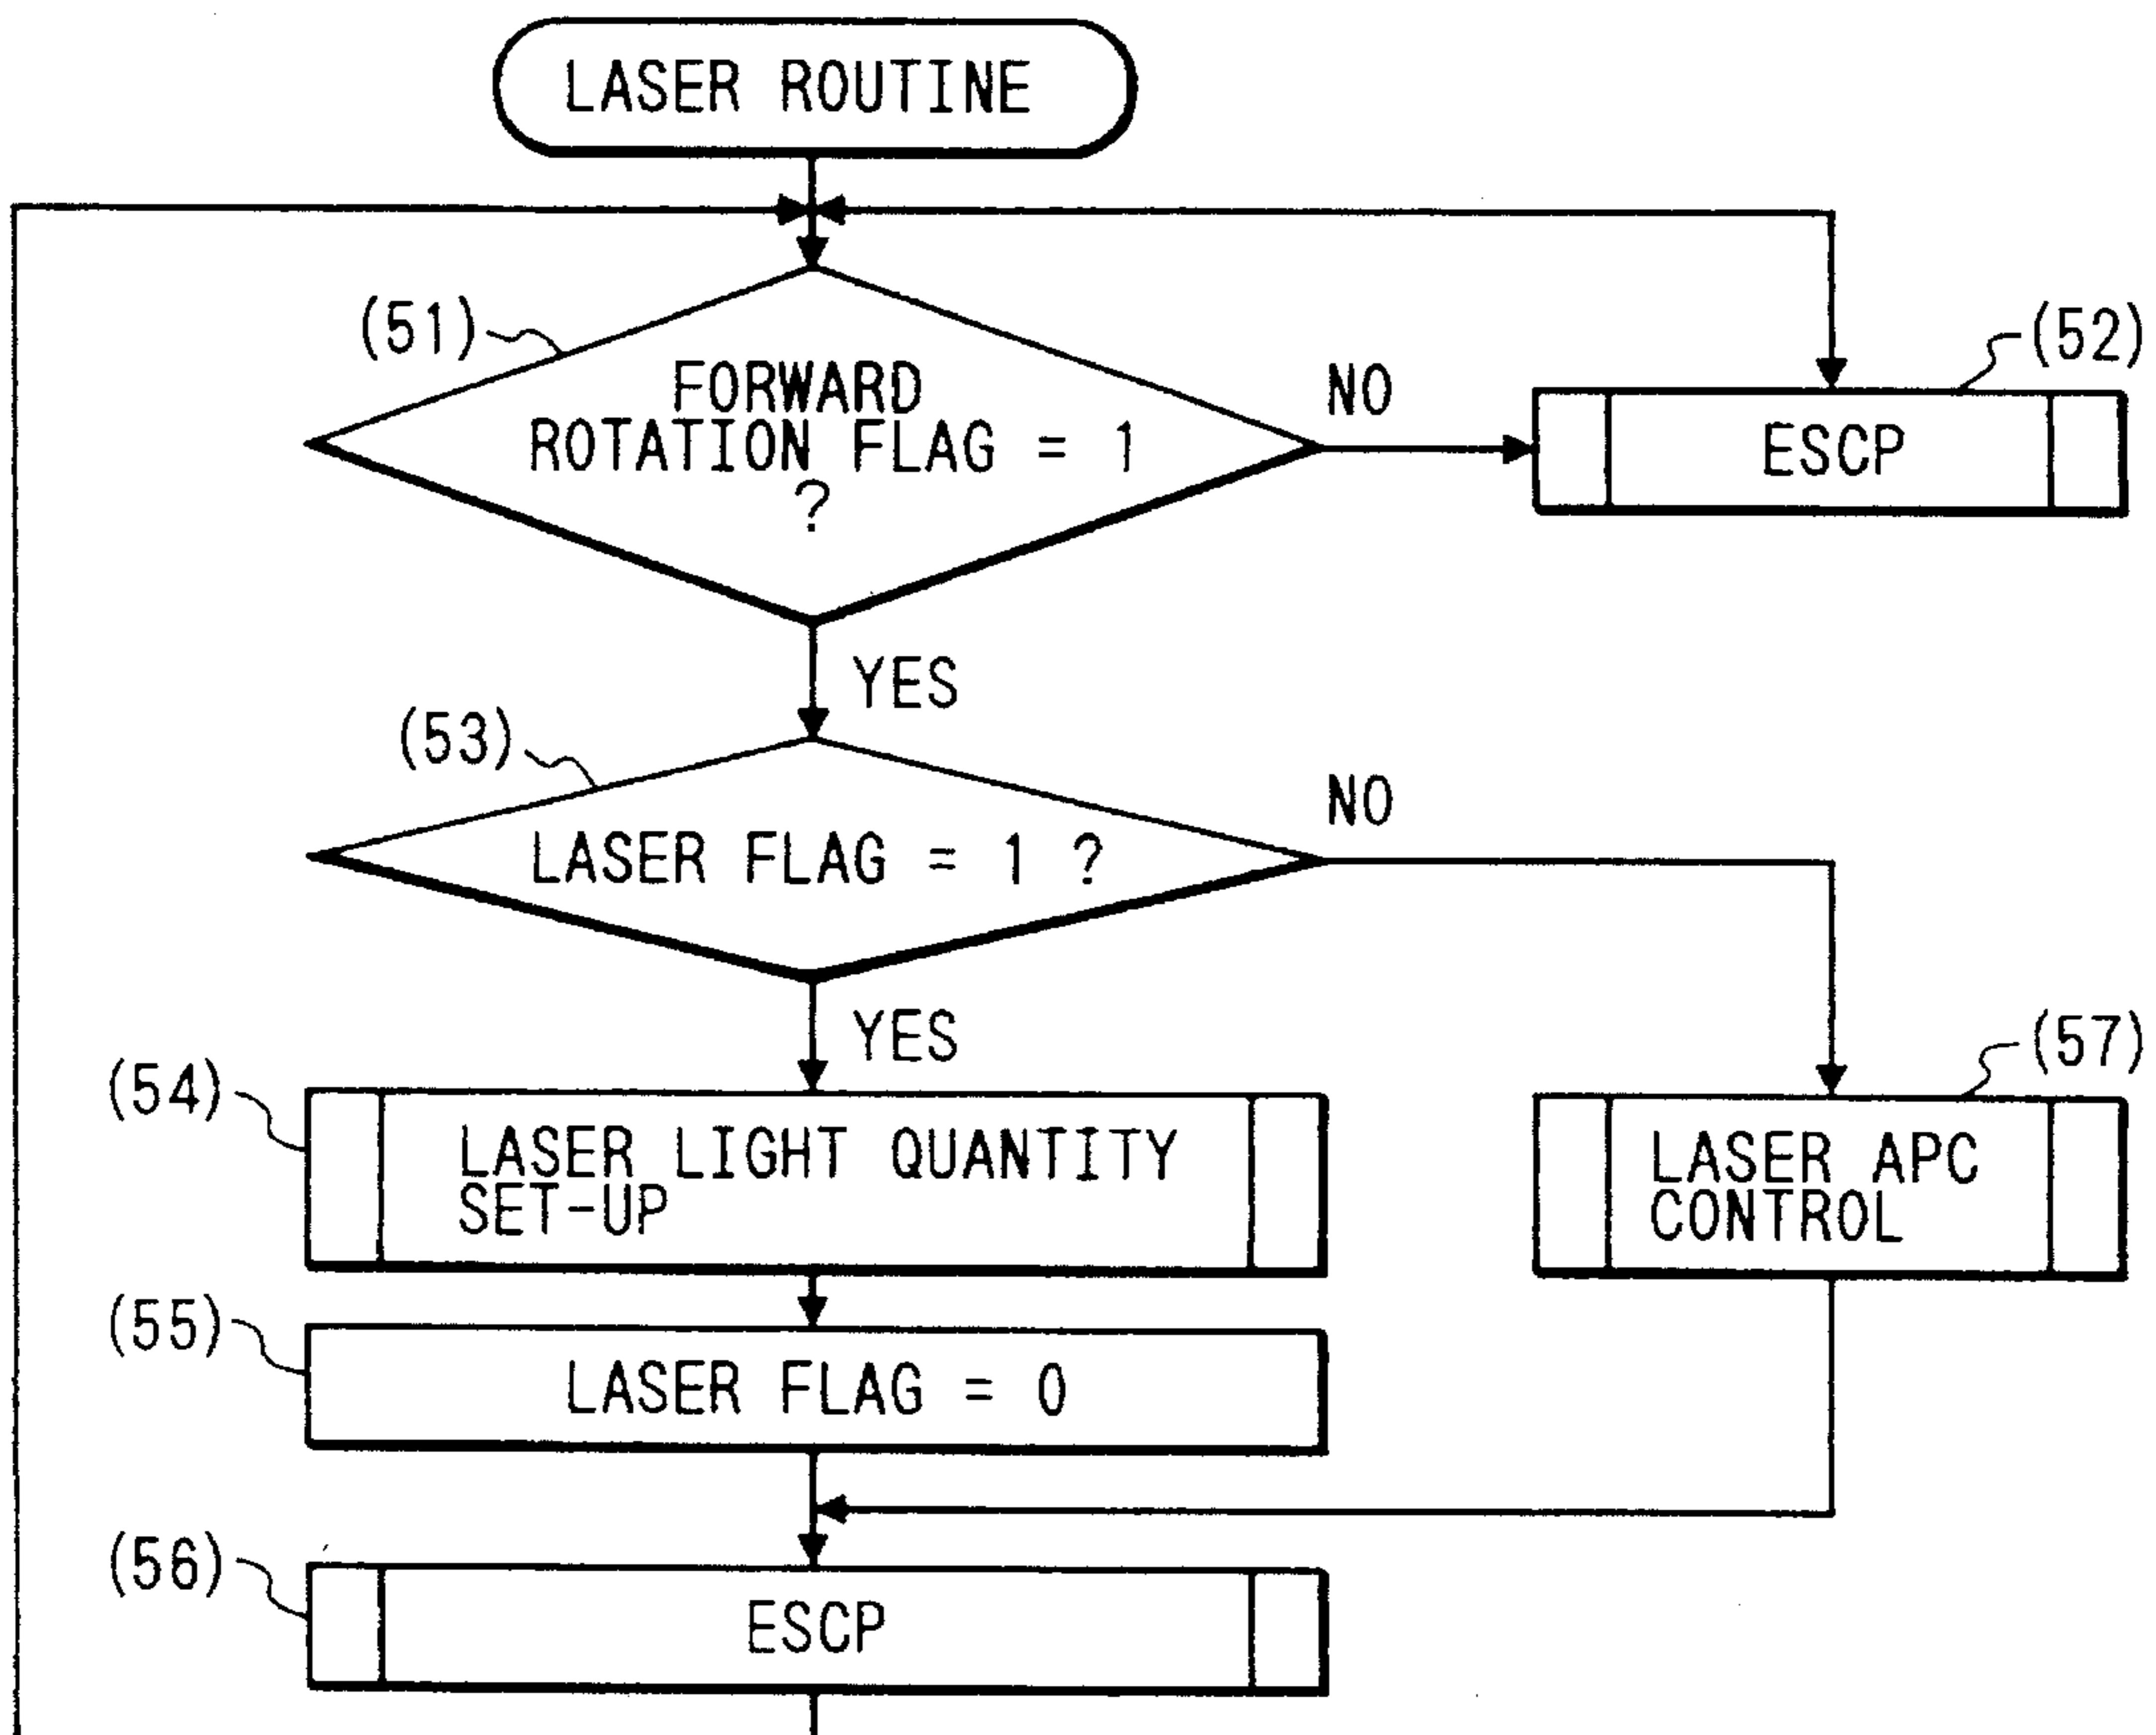 LASER ROUTINE
(51)
FORWARD
ROTATION FLAG = 1
?
NO
(52)
ESCP
YES
(53)
LASER FLAG = 1 ?
NO
YES
(54)
LASER LIGHT QUANTITY
SET-UP
(57)
LASER APC
CONTROL
(55)
LASER FLAG = 0
(56)
ESCP